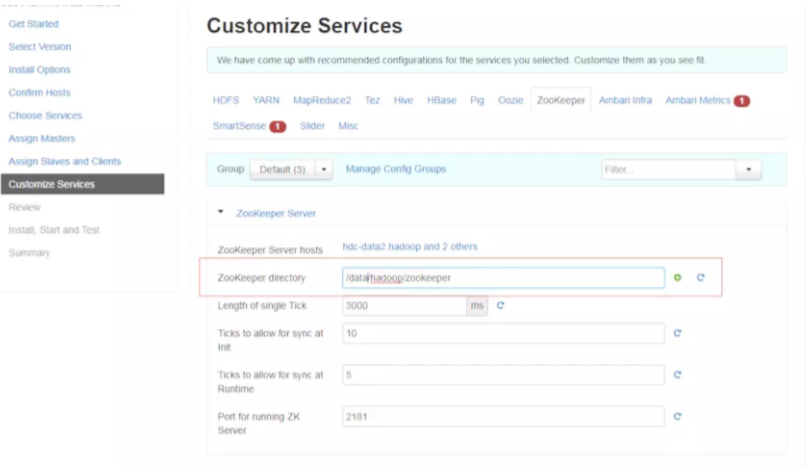 Get Started
Select Version
Install Options
Confirm Hosts
Choose Services
Assign Masters
Assign Slaves and Clients
Customize Services
Review
Install, Start and Test
Summary
Customize Services
We have come up with recommended configurations for the services you selected. Customize them as you see fit.
HDFS YARN MapReduce2 Tez Hive HBase Pig Oozie ZooKeeper Ambari Infra Ambari Metrics 1
SmartSense 1 Slider Misc
Group Default (3) Manage Config Groups Filter...
ZooKeeper Server
ZooKeeper Server hosts hdc-data2.hadoop and 2 others
ZooKeeper directory /data/hadoop/zookeeper
Length of single Tick 3000 ms
Ticks to allow for sync at
Init
10
Ticks to allow for sync at
Runtime
5
Port for running ZK
Server
2181